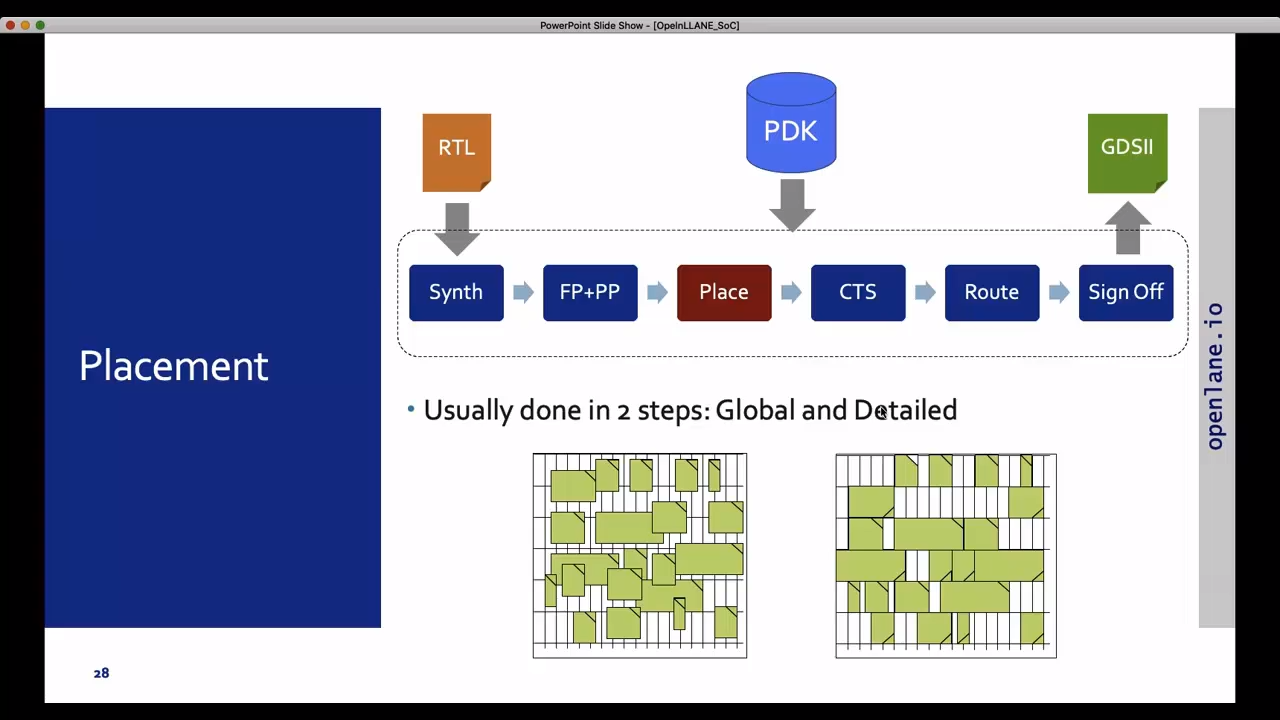 PowerPoint Slide Show - [OpeInLLANE_SoC]
PDK
RTL
GDSII
Synth
FP+PP
Place
CTS
Route
Sign Off
Placement
• Usually done in 2 steps: Global and Detailed
openlane.io
28